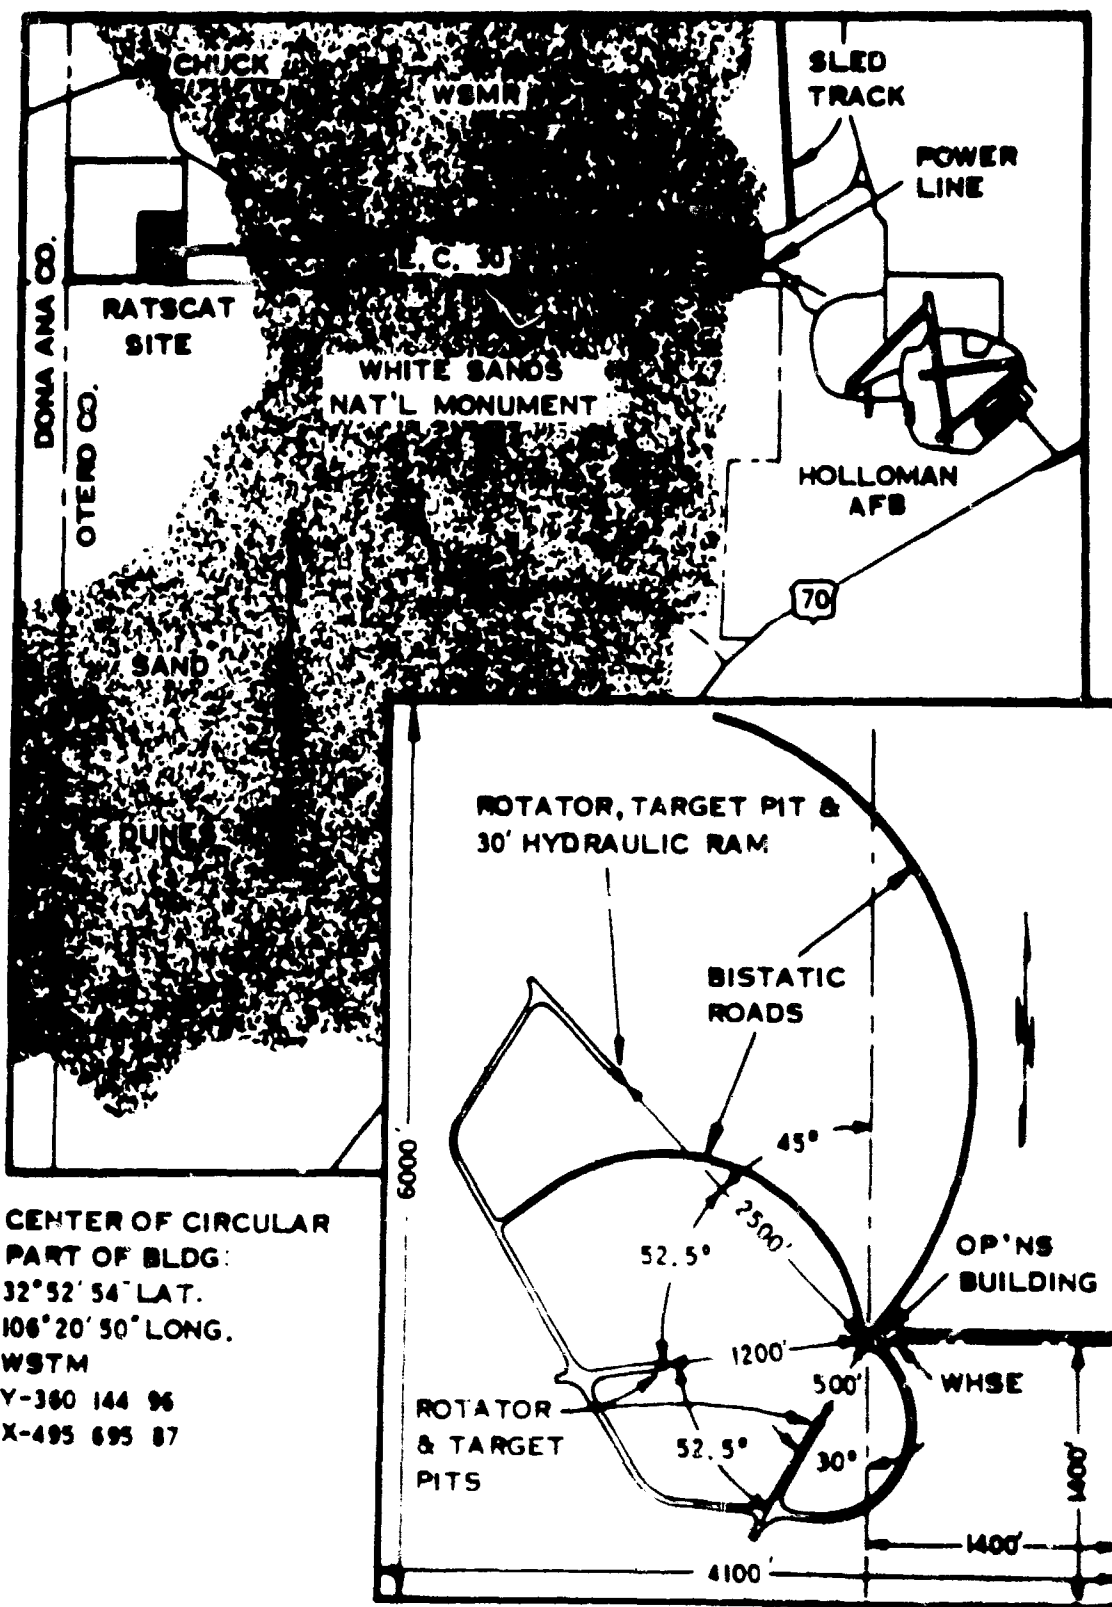 CHUCK
WSMR
SLED
TRACK
POWER
LINE
E. C. 30
DONA ANA CO.
OTERO CO.
RATSCAT
SITE
WHITE SANDS
NAT'L MONUMENT
HOLLOMAN
AFB
70
SAND
DUNES
ROTATOR, TARGET PIT &
30' HYDRAULIC RAM
BISTATIC
ROADS
6000'
45°
2500'
52.5°
OP'NS
BUILDING
1200'
500'
WHSE
ROTATOR
& TARGET
PITS
52.5°
30°
1400'
1400'
4100'
CENTER OF CIRCULAR
PART OF BLDG:
32°52'54" LAT.
106°20'50" LONG.
WSTM
Y-360 144 96
X-495 695 87